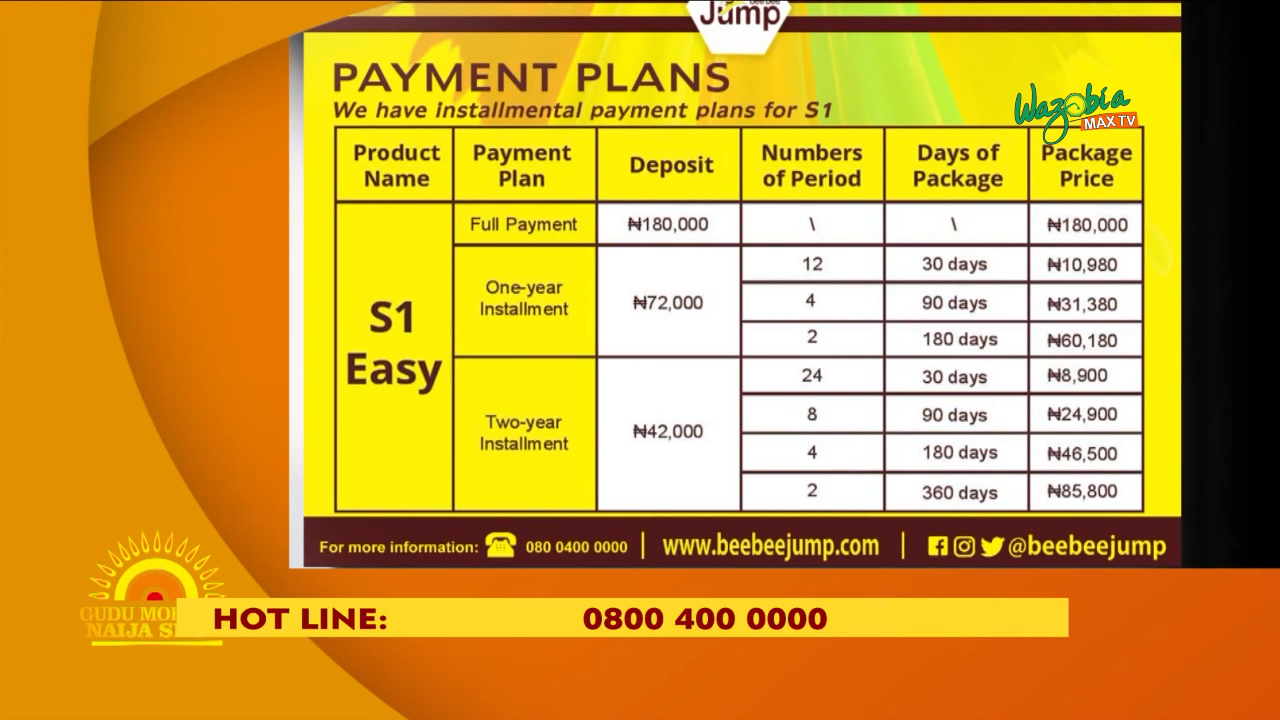 beebee
Jump
PAYMENT PLANS
We have installmental payment plans for S1
Wazobia
MAX TV
Product Name
Payment Plan
Deposit
Numbers of Period
Days of Package
Package Price
S1 Easy
Full Payment
₦180,000
\
\
₦180,000
One-year Installment
₦72,000
12
30 days
₦10,980
4
90 days
₦31,380
2
180 days
₦60,180
Two-year Installment
₦42,000
24
30 days
₦8,900
8
90 days
₦24,900
4
180 days
₦46,500
2
360 days
₦85,800
For more information: 080 0400 0000 | www.beebeejump.com | @beebeejump
GUDU MO
NAIJA S
HOT LINE: 0800 400 0000